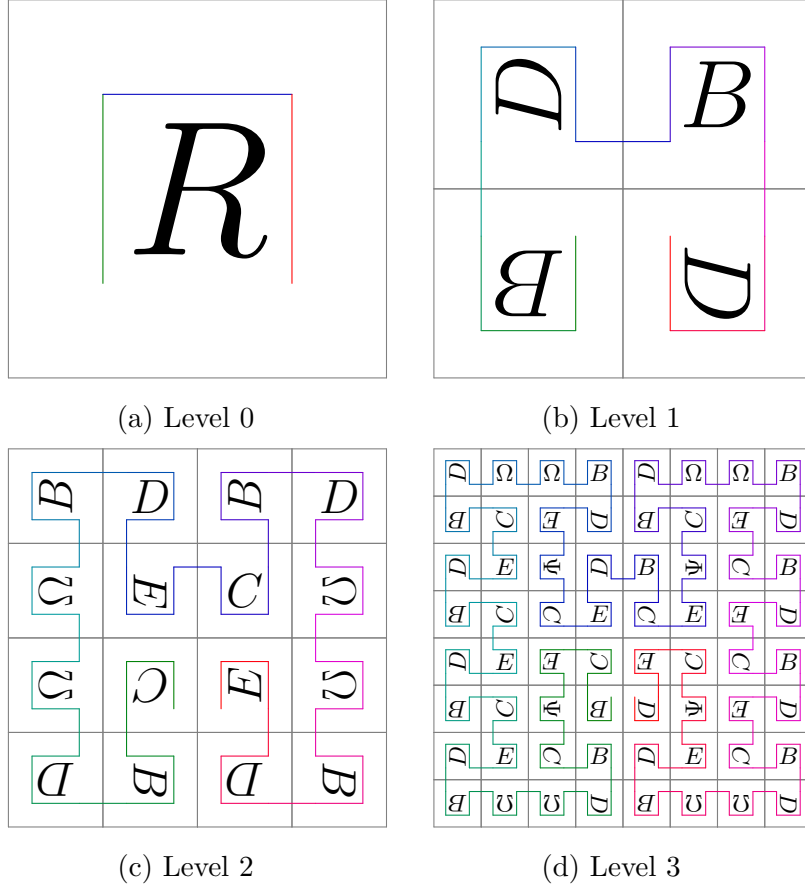 R
(a) Level 0
D B
B D
(b) Level 1
B D B D
Ω E C Ω
Ω C E Ω
D B D B
(c) Level 2
D Ω Ω B D Ω Ω B
B C E D B C E D
D E Ψ D B Ψ C B
B C C E C E E D
D E E C E C C B
B C Ψ B D Ψ E D
D E C B D E C B
B Ω Ω D B Ω Ω D
(d) Level 3